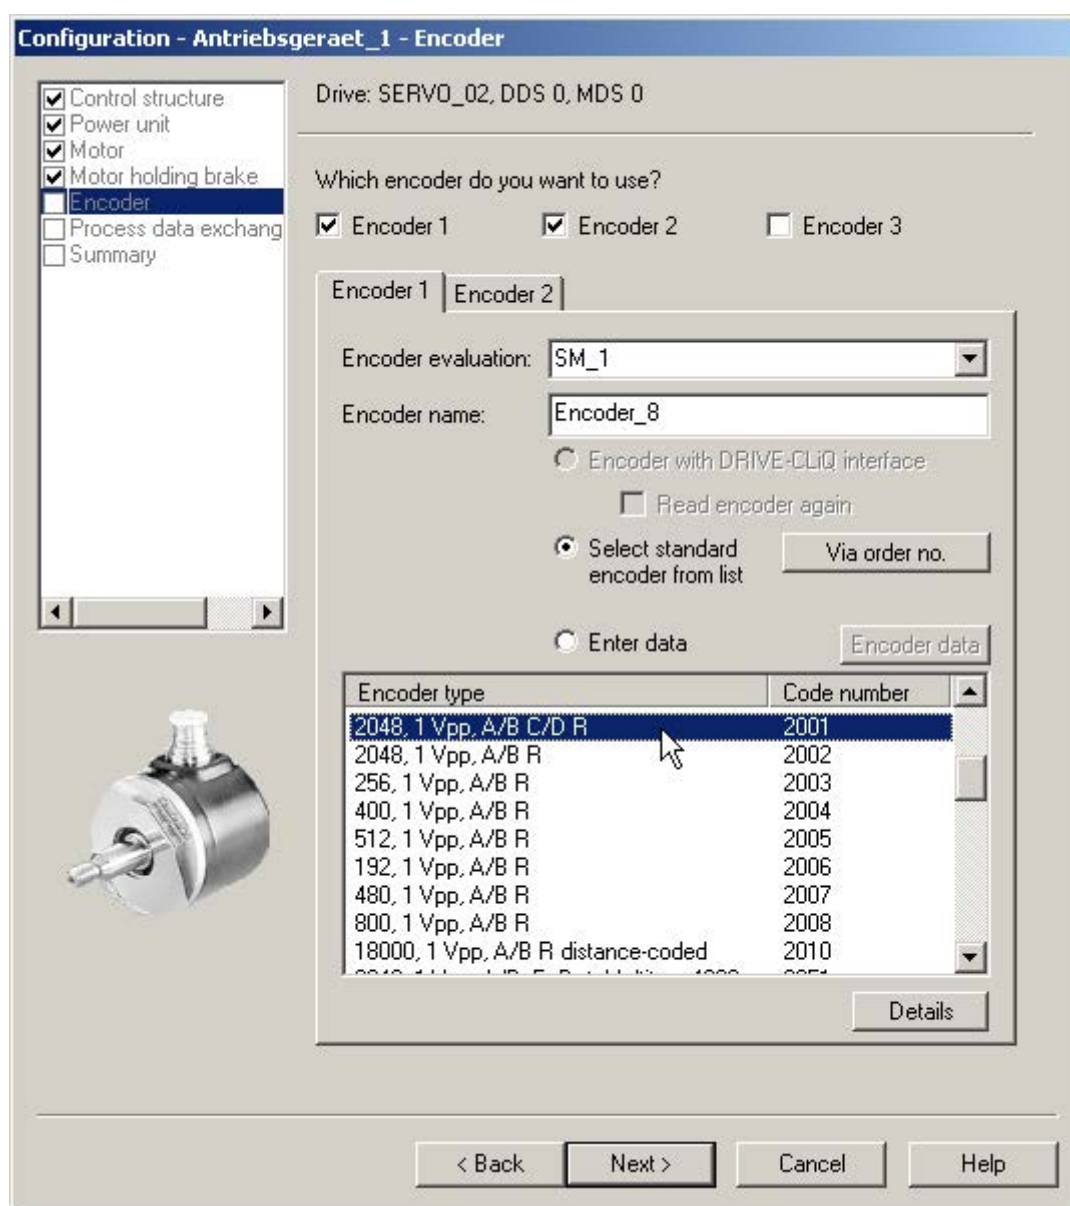 Configuration - Antriebsgeraet_1 - Encoder
Control structure
Power unit
Motor
Motor holding brake
Encoder
Process data exchang
Summary
Drive: SERVO_02, DDS 0, MDS 0
Which encoder do you want to use?
Encoder 1 Encoder 2 Encoder 3
Encoder 1 Encoder 2
Encoder evaluation: SM_1
Encoder name: Encoder_8
Encoder with DRIVE-CLiQ interface
Read encoder again
Select standard
encoder from list
Via order no.
Enter data Encoder data
Encoder type Code number
2048, 1 Vpp, A/B C/D R 2001
2048, 1 Vpp, A/B R 2002
256, 1 Vpp, A/B R 2003
400, 1 Vpp, A/B R 2004
512, 1 Vpp, A/B R 2005
192, 1 Vpp, A/B R 2006
480, 1 Vpp, A/B R 2007
800, 1 Vpp, A/B R 2008
18000, 1 Vpp, A/B R distance-coded 2010
Details
< Back Next > Cancel Help